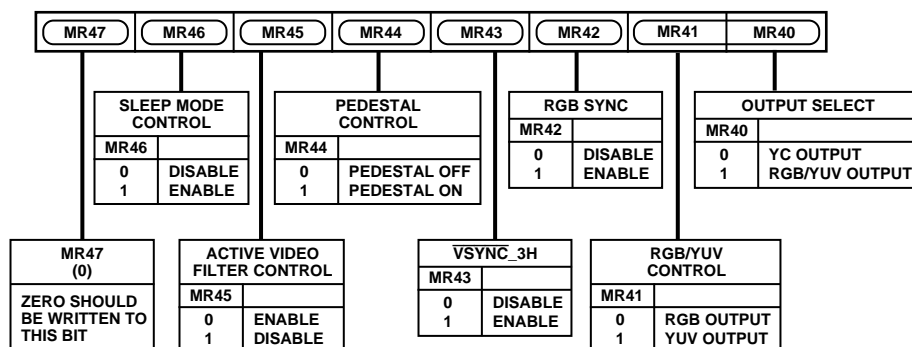 MR47 MR46 MR45 MR44 MR43 MR42 MR41 MR40
SLEEP MODE
CONTROL
MR46
0 DISABLE
1 ENABLE
PEDESTAL
CONTROL
MR44
0 PEDESTAL OFF
1 PEDESTAL ON
RGB SYNC
MR42
0 DISABLE
1 ENABLE
OUTPUT SELECT
MR40
0 YC OUTPUT
1 RGB/YUV OUTPUT
MR47
(0)
ZERO SHOULD
BE WRITTEN TO
THIS BIT
ACTIVE VIDEO
FILTER CONTROL
MR45
0 ENABLE
1 DISABLE
V̅S̅Y̅N̅C̅_3H
MR43
0 DISABLE
1 ENABLE
RGB/YUV
CONTROL
MR41
0 RGB OUTPUT
1 YUV OUTPUT